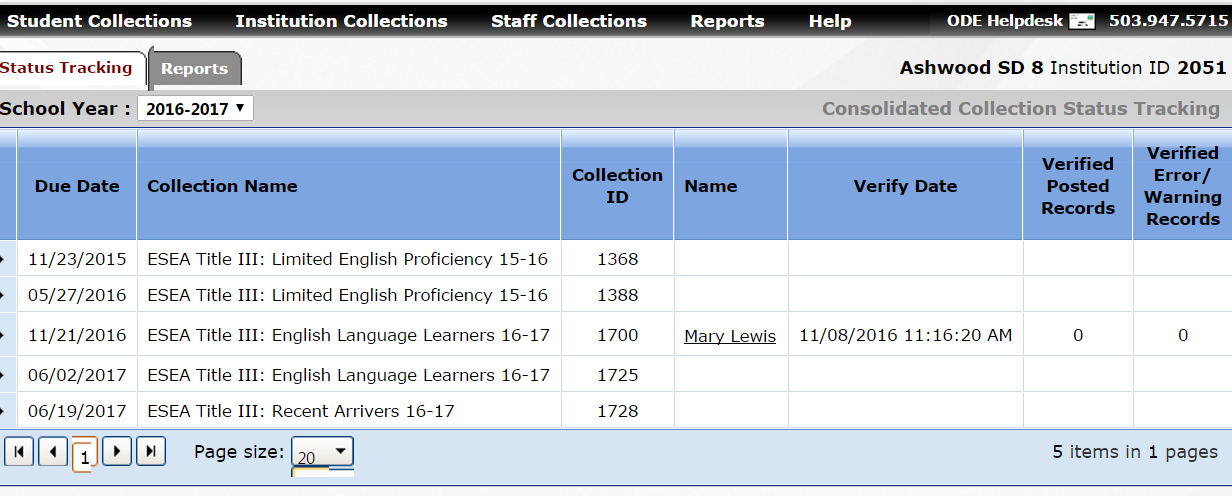 Student Collections Institution Collections Staff Collections Reports Help ODE Helpdesk 503.947.5715
Status Tracking Reports Ashwood SD 8 Institution ID 2051
School Year : 2016-2017 Consolidated Collection Status Tracking
Due Date Collection Name Collection ID Name Verify Date Verified Posted Records Verified Error/ Warning Records
11/23/2015 ESEA Title III: Limited English Proficiency 15-16 1368
05/27/2016 ESEA Title III: Limited English Proficiency 15-16 1388
11/21/2016 ESEA Title III: English Language Learners 16-17 1700 Mary Lewis 11/08/2016 11:16:20 AM 0 0
06/02/2017 ESEA Title III: English Language Learners 16-17 1725
06/19/2017 ESEA Title III: Recent Arrivers 16-17 1728
1 Page size: 20 5 items in 1 pages